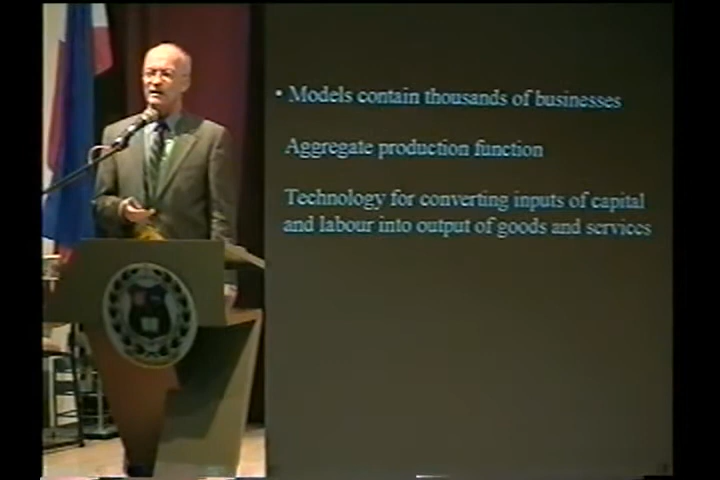 • Models contain thousands of businesses
Aggregate production function
Technology for converting inputs of capital
and labour into output of goods and services